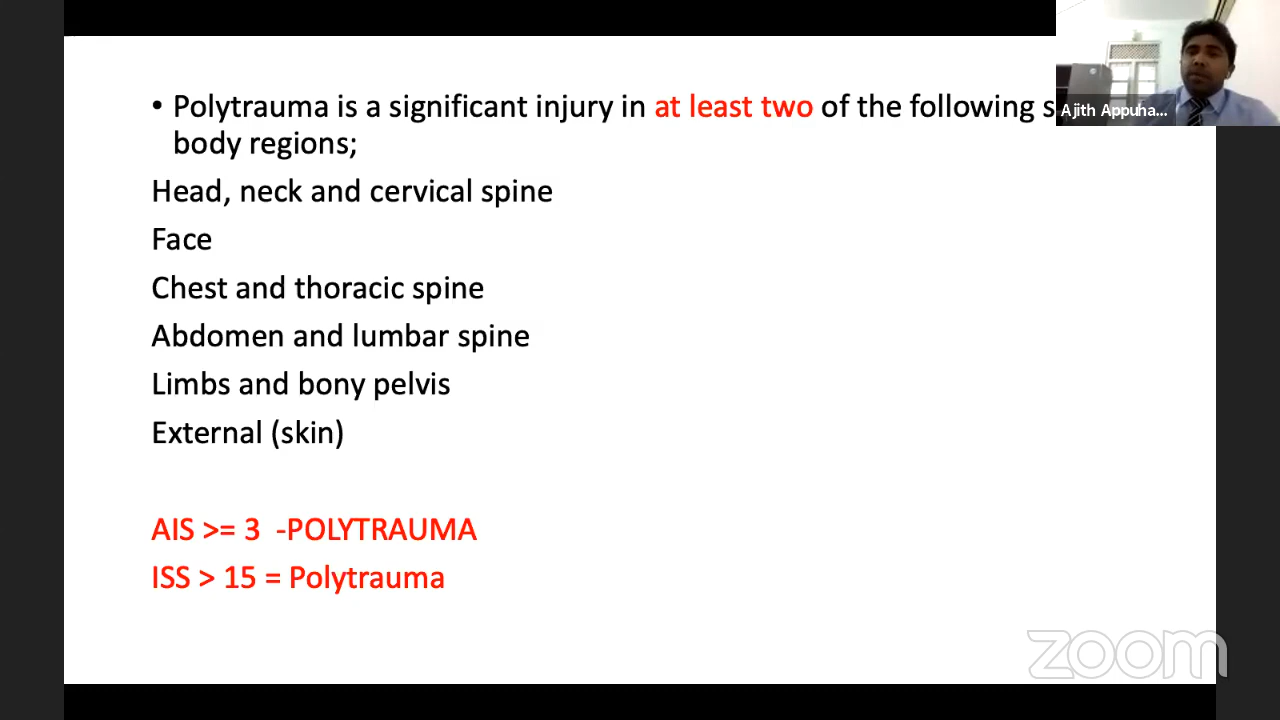 • Polytrauma is a significant injury in at least two of the following s
body regions;
Head, neck and cervical spine
Face
Chest and thoracic spine
Abdomen and lumbar spine
Limbs and bony pelvis
External (skin)
AIS >= 3 -POLYTRAUMA
ISS > 15 = Polytrauma
Ajith Appuha...
zoom